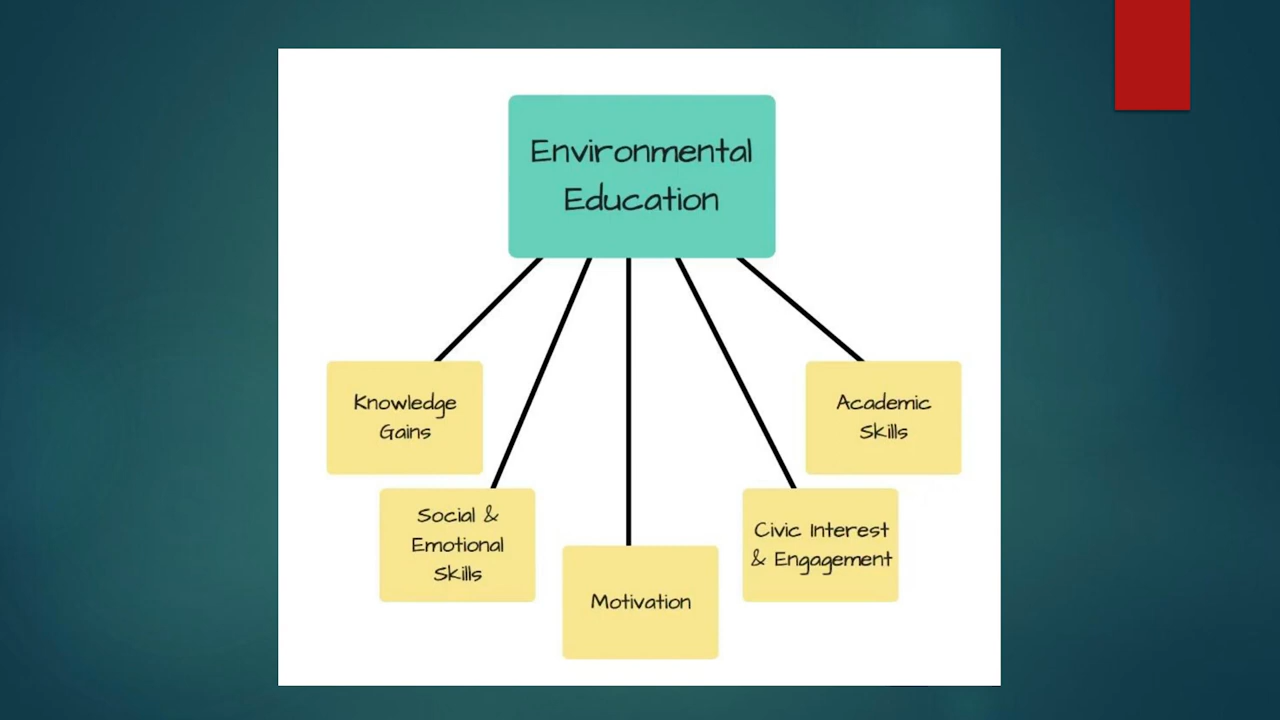 Environmental
Education
Knowledge
Gains
Social &
Emotional
Skills
Motivation
Civic Interest
& Engagement
Academic
Skills